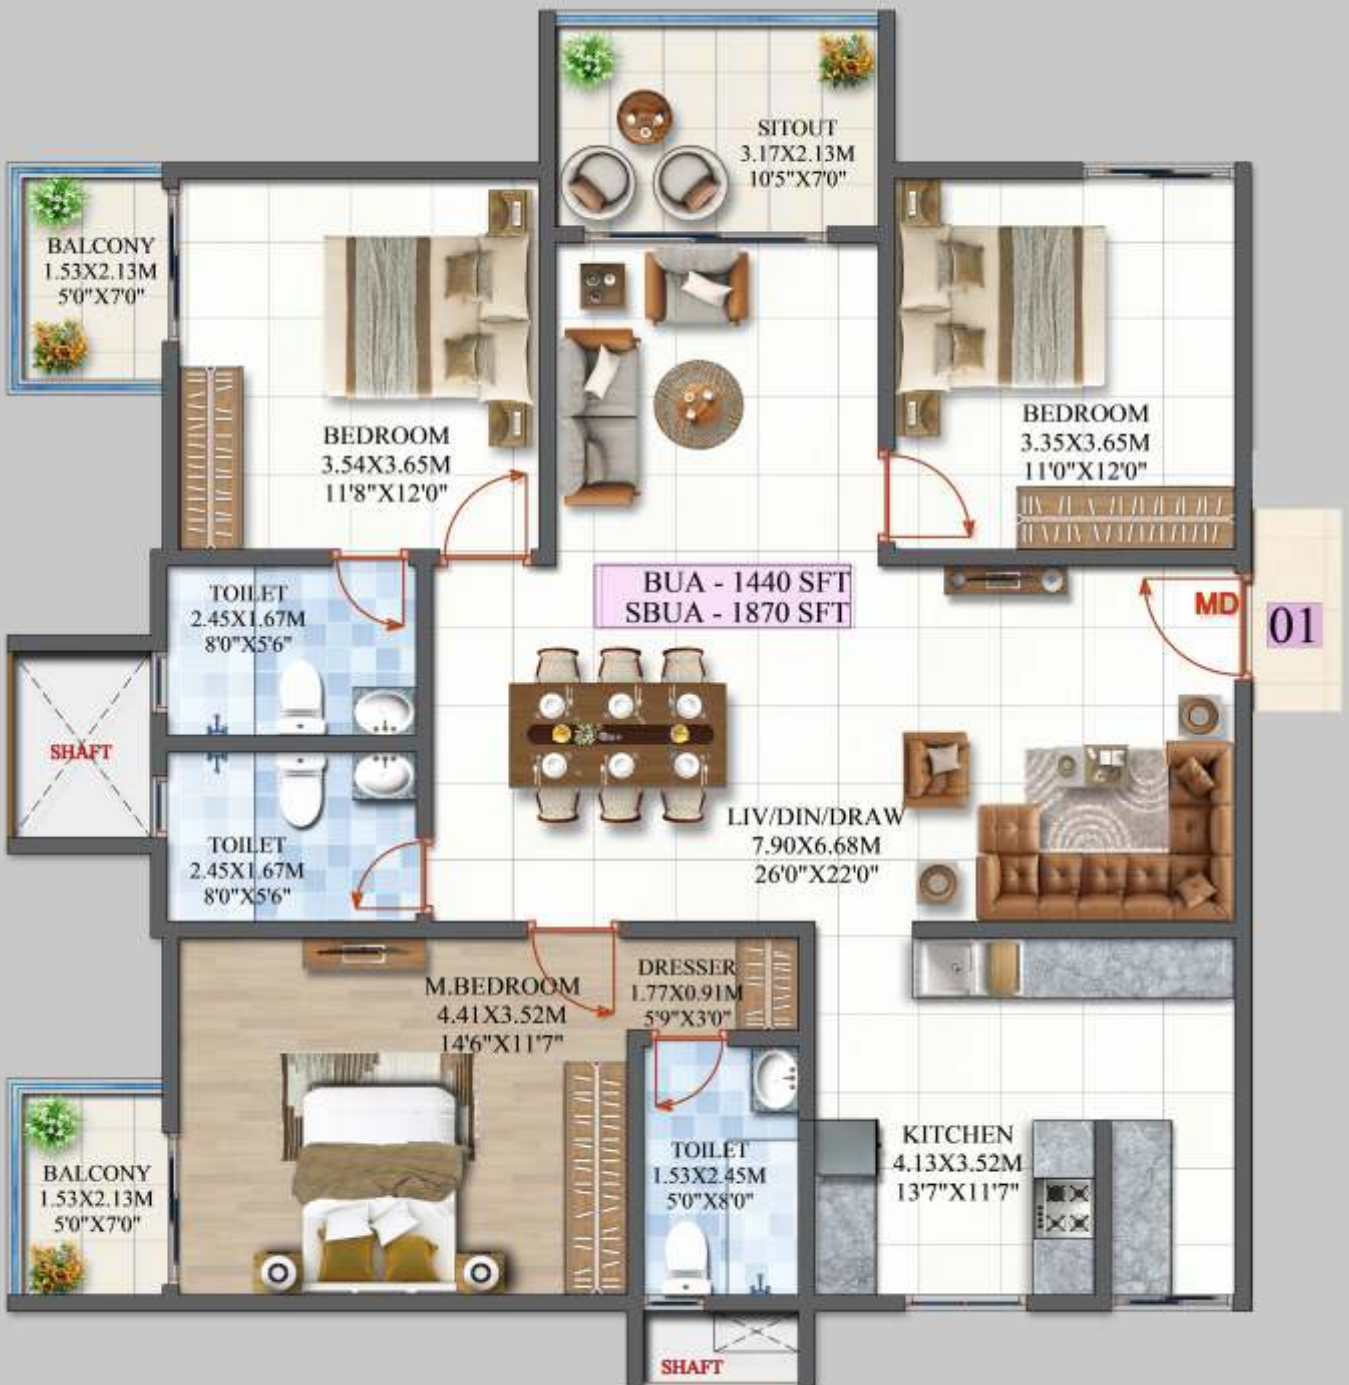 SITOUT
3.17X2.13M
10'5"X7'0"
BALCONY
1.53X2.13M
5'0"X7'0"
BEDROOM
3.54X3.65M
11'8"X12'0"
BEDROOM
3.35X3.65M
11'0"X12'0"
BUA - 1440 SFT
SBUA - 1870 SFT
MD
01
TOILET
2.45X1.67M
8'0"X5'6"
SHAFT
TOILET
2.45X1.67M
8'0"X5'6"
LIV/DIN/DRAW
7.90X6.68M
26'0"X22'0"
M.BEDROOM
4.41X3.52M
14'6"X11'7"
DRESSER
1.77X0.91M
5'9"X3'0"
BALCONY
1.53X2.13M
5'0"X7'0"
TOILET
1.53X2.45M
5'0"X8'0"
KITCHEN
4.13X3.52M
13'7"X11'7"
SHAFT